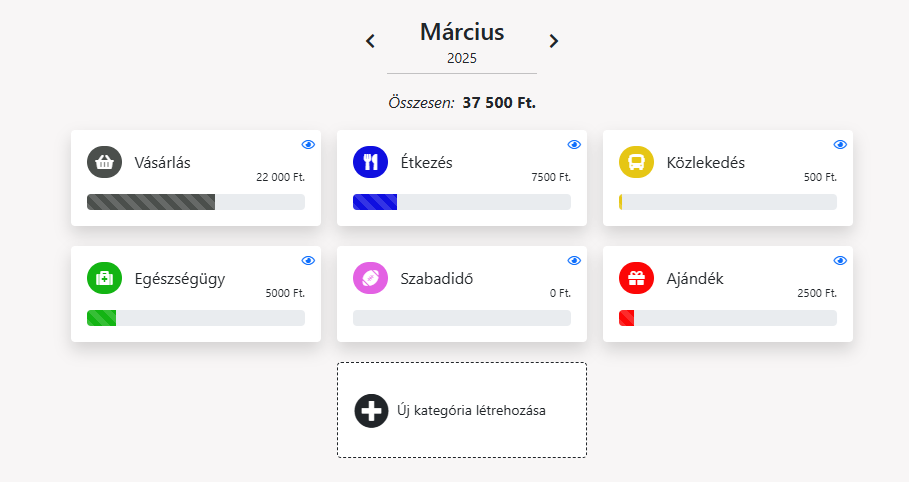 Március
2025
Összesen: 37 500 Ft.
Vásárlás
22 000 Ft.
Étkezés
7500 Ft.
Közlekedés
500 Ft.
Egészségügy
5000 Ft.
Szabadidő
0 Ft.
Ajándék
2500 Ft.
Új kategória létrehozása